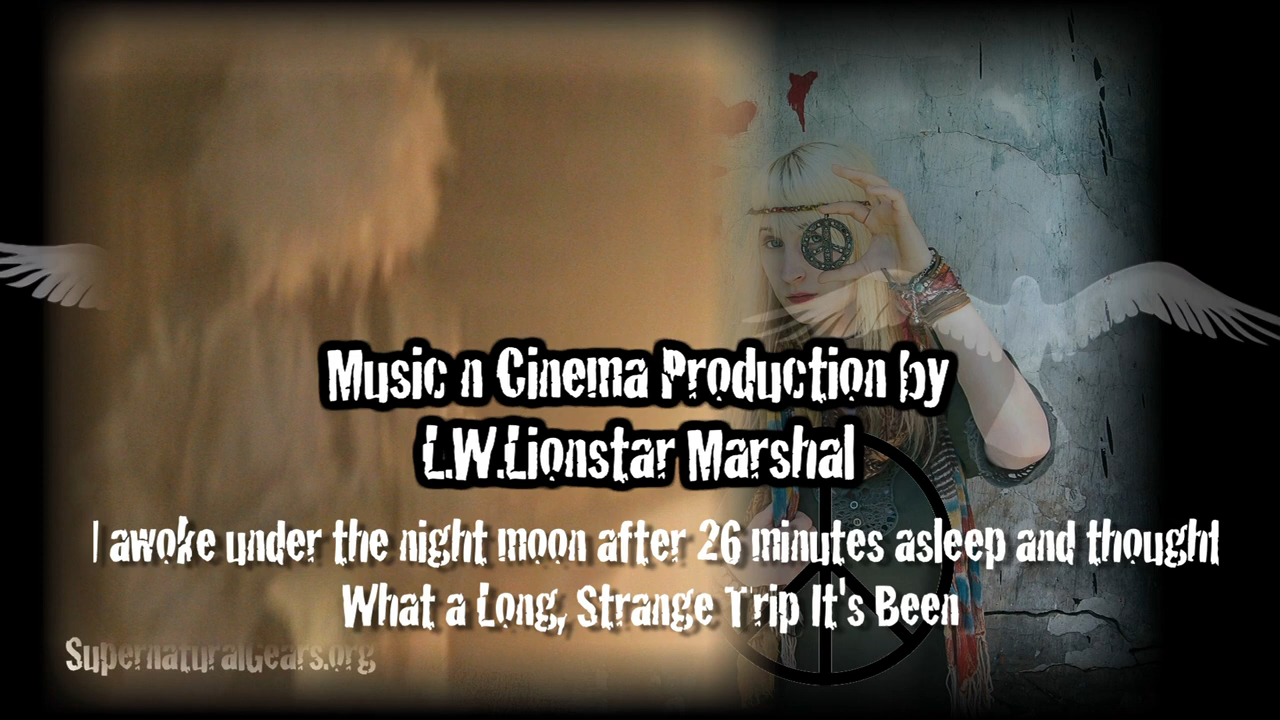 Music n Cinema Production by
L.W.Lionstar Marshal
I awoke under the night moon after 26 minutes asleep and thought
What a Long, Strange Trip It's Been
SupernaturalGears.org